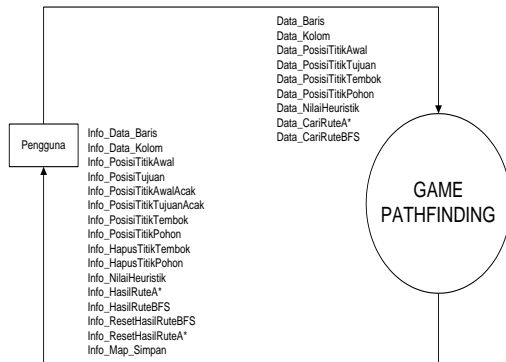 Data_Baris
Data_Kolom
Data_PosisiTitikAwal
Data_PosisiTitikTujuan
Data_PosisiTitikTembok
Data_PosisiTitikPohon
Data_NilaiHeuristik
Data_CariRuteA*
Data_CariRuteBFS
Pengguna
Info_Data_Baris
Info_Data_Kolom
Info_PosisiTitikAwal
Info_PosisiTujuan
Info_PosisiTitikAwalAcak
Info_PosisiTitikTujuanAcak
Info_PosisiTitikTembok
Info_PosisiTitikPohon
Info_HapusTitikTembok
Info_HapusTitikPohon
Info_NilaiHeuristik
Info_HasilRuteA*
Info_HasilRuteBFS
Info_ResetHasilRuteBFS
Info_ResetHasilRuteA*
Info_Map_Simpan
GAME
PATHFINDING